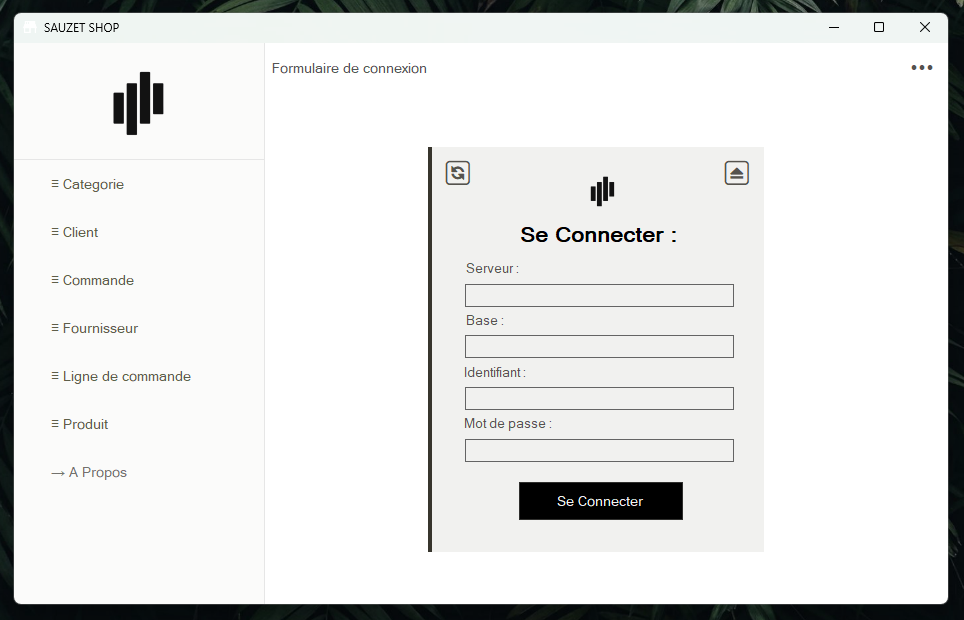 SAUZET SHOP
Formulaire de connexion
Categorie
Client
Commande
Fournisseur
Ligne de commande
Produit
→ A Propos
Se Connecter :
Serveur :
Base :
Identifiant :
Mot de passe :
Se Connecter